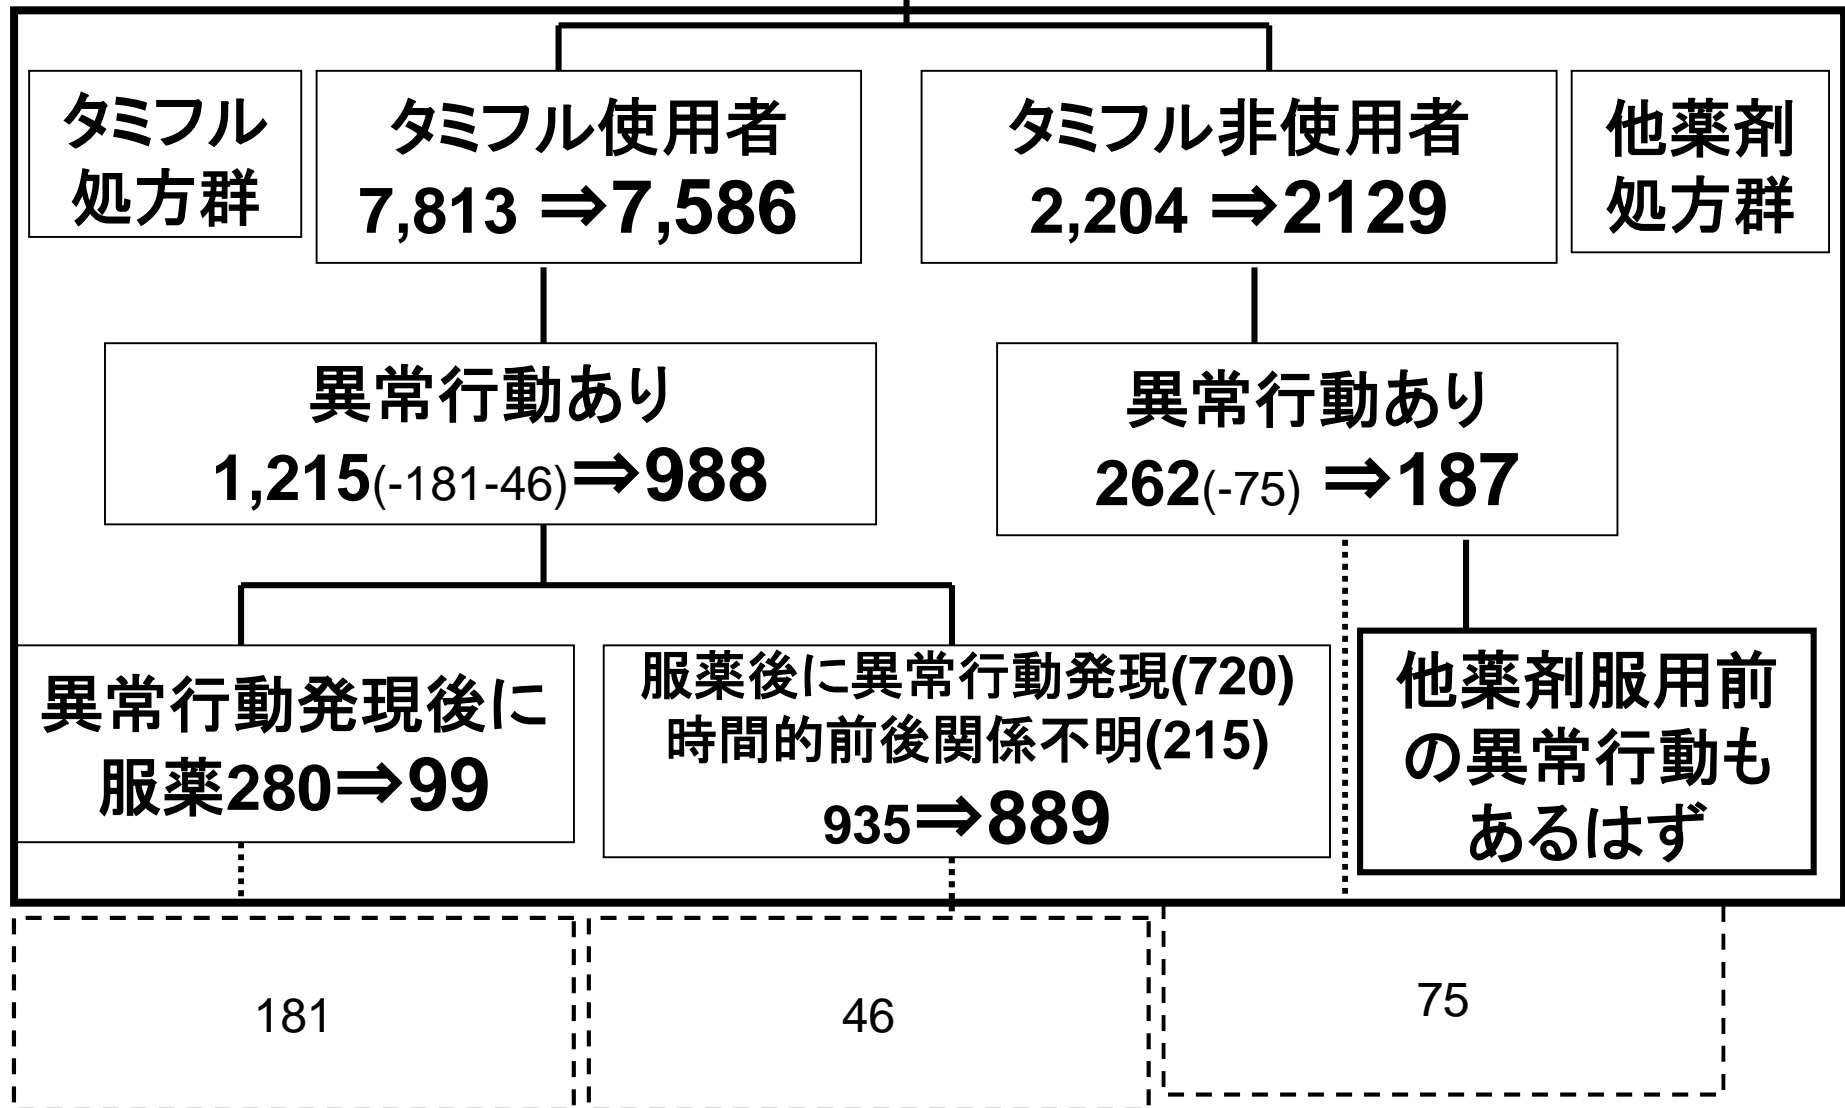 タミフル
処方群
タミフル使用者
7,813 ⇒7,586
タミフル非使用者
2,204 ⇒2129
他薬剤
処方群
異常行動あり
1,215(-181-46)⇒988
異常行動あり
262(-75) ⇒187
異常行動発現後に
服薬280⇒99
服薬後に異常行動発現(720)
時間的前後関係不明(215)
935⇒889
他薬剤服用前
の異常行動も
あるはず
181
46
75